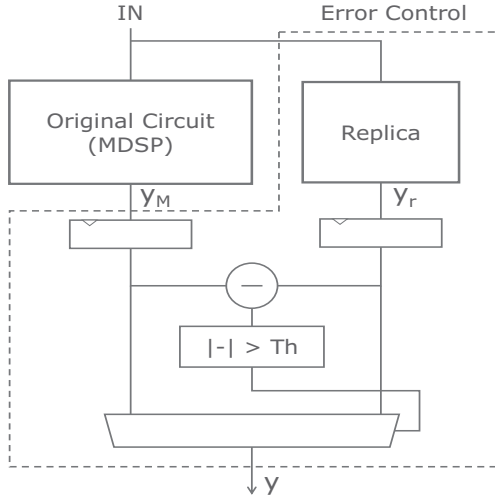 IN
Error Control
Original Circuit
(MDSP)
Replica
yM
yr
—
|-| > Th
y